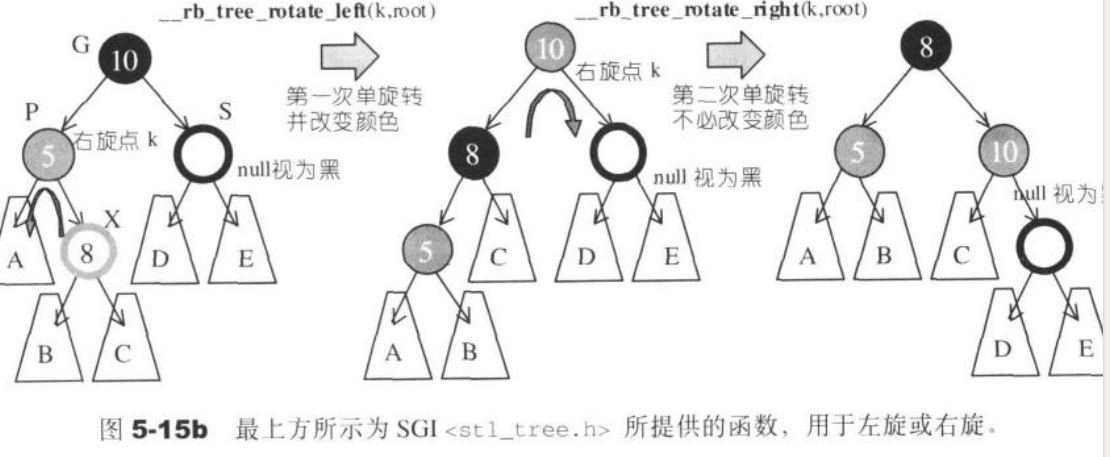 __rb_tree_rotate_left(k,root)
__rb_tree_rotate_right(k,root)
G
10
P
S
5
右旋点 k
null视为黑
X
8
A
D
E
B
C
第一次单旋转
并改变颜色
10
右旋点 k
8
null 视为黑
5
C
D
E
A
B
第二次单旋转
不必改变颜色
8
5
10
null 视为
A
B
C
D
E
图 5-15b 最上方所示为 SGI <stl_tree.h> 所提供的函数，用于左旋或右旋。